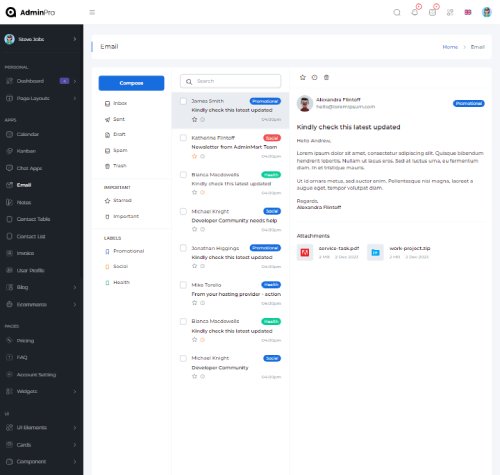 AdminPro
Steve Jobs
PERSONAL
Dashboard
Page Layouts
APPS
Calendar
Kanban
Chat Apps
Email
Notes
Contact Table
Contact List
Invoice
User Profile
Blog
Ecommerce
PAGES
Pricing
FAQ
Account Setting
Widgets
UI
UI Elements
Cards
Component
Email
Home > Email
Compose
Inbox
Sent
Draft
Spam
Trash
IMPORTANT
Starred
Important
LABELS
Promotional
Social
Health
Search
James Smith Promotional
Kindly check this latest updated
04:00pm
Katherine Flintoff Social
Newsletter from AdminMart Team
04:00pm
Bianca Macdowells Health
Kindly check this latest updated
04:00pm
Michael Knight Social
Developer Community needs help
04:00pm
Jonathan Higgings Promotional
Kindly check this latest updated
04:00pm
Mike Torello Health
From your hosting provider - action
04:00pm
Bianca Macdowells Health
Kindly check this latest updated
04:00pm
Michael Knight Social
Developer Community
04:00pm
Alexandra Flintoff Promotional
hello@loremipsum.com
Kindly check this latest updated
Hello Andrew,
Lorem ipsum dolor sit amet, consectetur adipiscing elit. Quisque bibendum
hendrerit lobortis. Nullam ut lacus eros. Sed at luctus urna, eu fermentum
diam. In et tristique mauris.
Ut id ornare metus, sed auctor enim. Pellentesque nisi magna, laoreet a
augue eget, tempor volutpat diam.
Regards,
Alexandra Flintoff
Attachments
service-task.pdf
2 MB 2 Dec 2023
work-project.zip
2 MB 2 Dec 2023